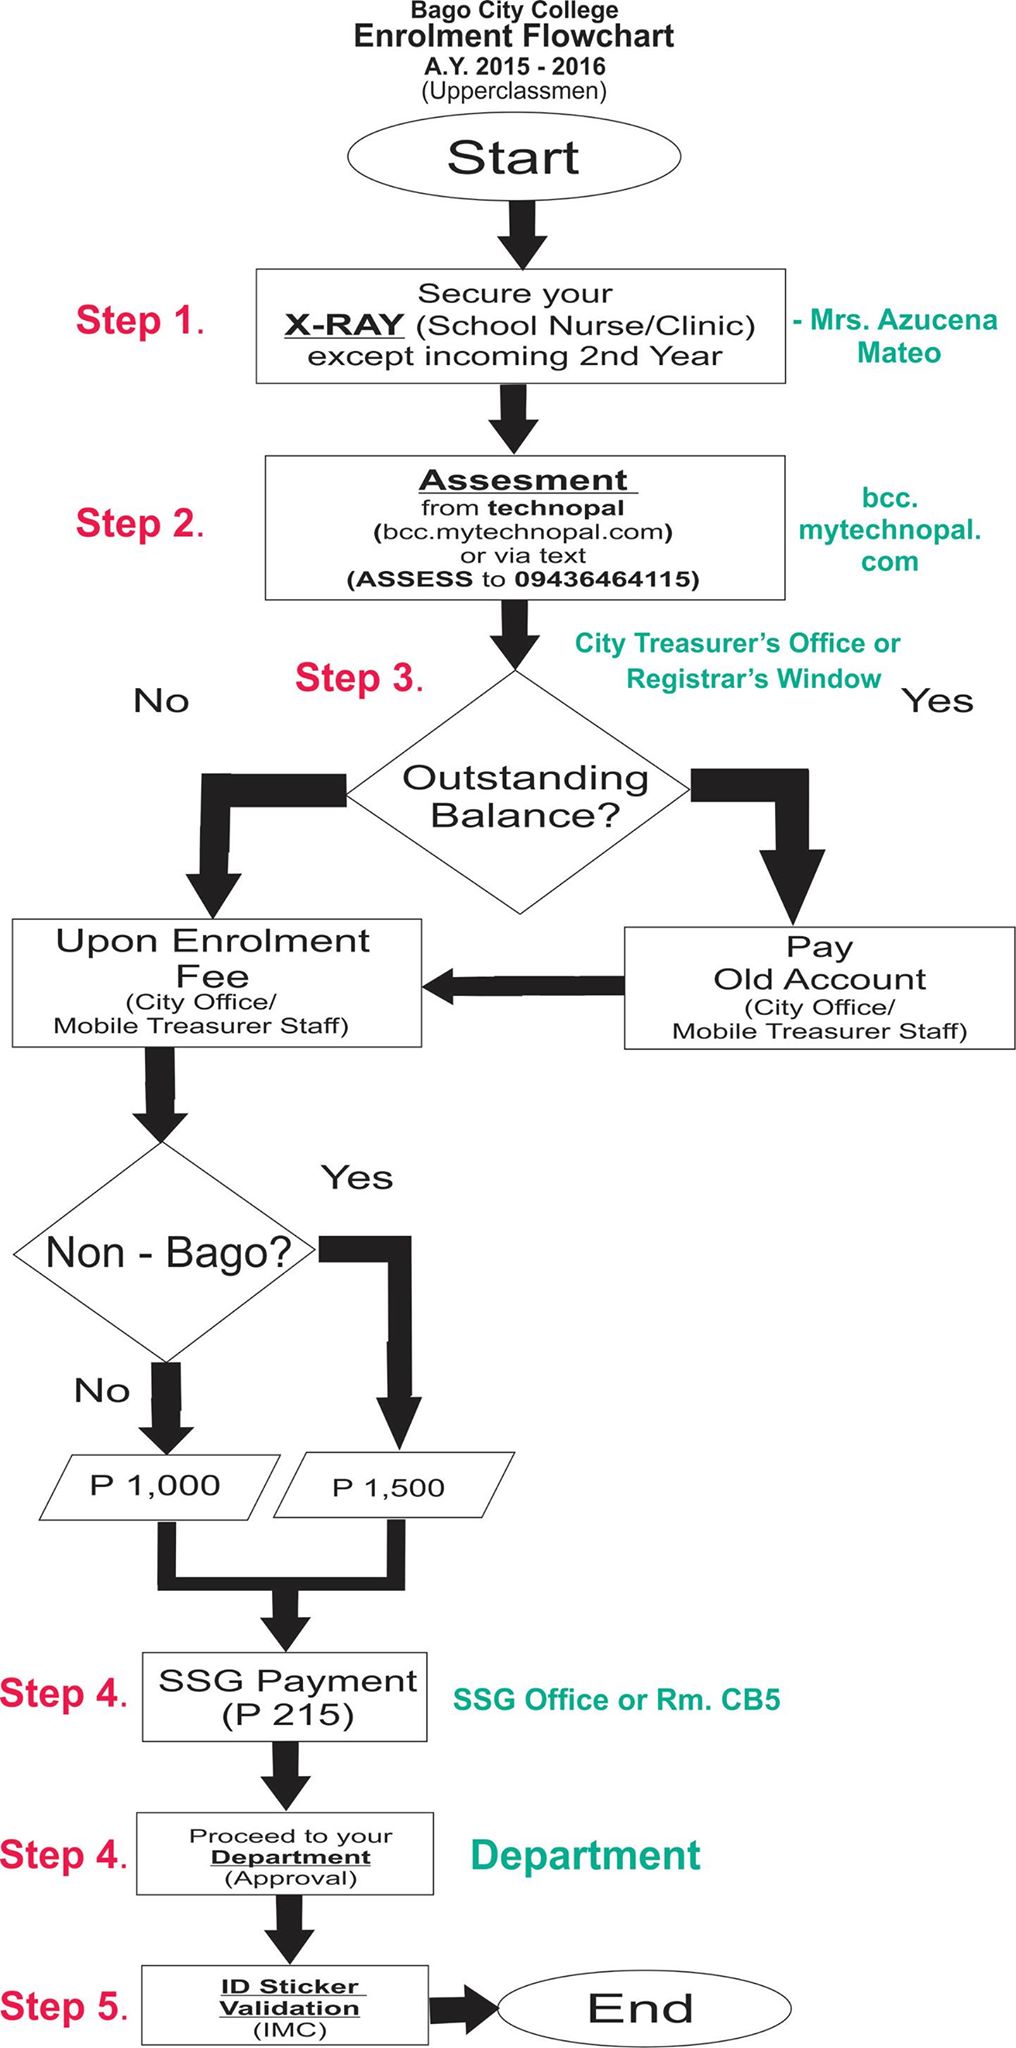 Bago City College
Enrolment Flowchart
A.Y. 2015 - 2016
(Upperclassmen)
Start
Step 1.
Secure your
X-RAY (School Nurse/Clinic)
except incoming 2nd Year
- Mrs. Azucena
Mateo
Step 2.
Assesment
from technopal
(bcc.mytechnopal.com)
or via text
(ASSESS to 09436464115)
bcc.
mytechnopal.
com
Step 3.
City Treasurer's Office or
Registrar's Window
No
Yes
Outstanding
Balance?
Upon Enrolment
Fee
(City Office/
Mobile Treasurer Staff)
Pay
Old Account
(City Office/
Mobile Treasurer Staff)
Yes
Non - Bago?
No
P 1,000
P 1,500
Step 4.
SSG Payment
(P 215)
SSG Office or Rm. CB5
Step 4.
Proceed to your
Department
(Approval)
Department
Step 5.
ID Sticker
Validation
(IMC)
End